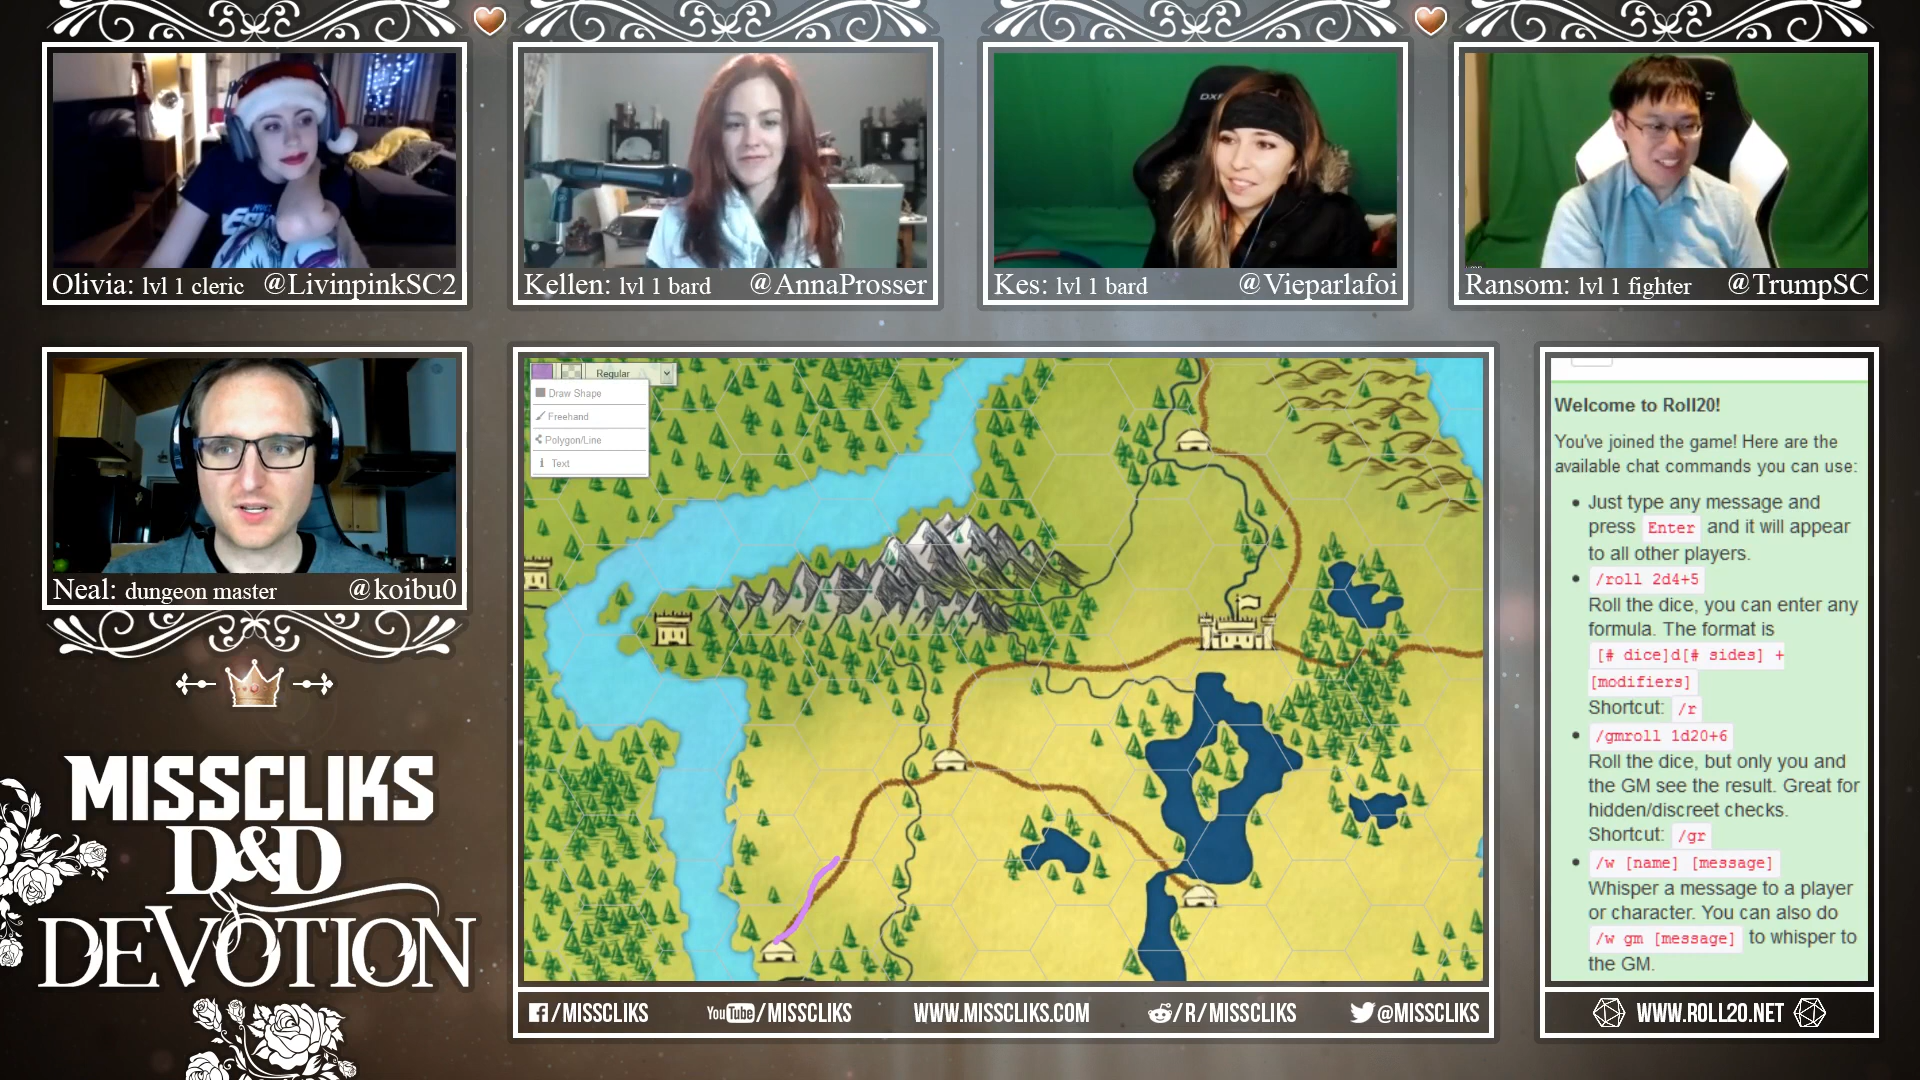 DXR
Olivia: lvl 1 cleric @LivinpinkSC2
Kellen: lvl 1 bard @AnnaProsser
Kes: lvl 1 bard @Vieparlafoi
Ransom: lvl 1 fighter @TrumpSC
Neal: dungeon master @koibu0
MISSCLIKS
D&D
DEVOTION
Regular
Draw Shape
Freehand
Polygon/Line
Text
/MISSCLIKS
YouTube/MISSCLIKS
WWW.MISSCLIKS.COM
/R/MISSCLIKS
@MISSCLIKS
Welcome to Roll20!
You've joined the game! Here are the
available chat commands you can use:
• Just type any message and
press Enter and it will appear
to all other players.
• /roll 2d4+5
Roll the dice, you can enter any
formula. The format is
[# dice]d[# sides] +
[modifiers]
Shortcut: /r
• /gmroll 1d20+6
Roll the dice, but only you and
the GM see the result. Great for
hidden/discreet checks.
Shortcut: /gr
• /w [name] [message]
Whisper a message to a player
or character. You can also do
/w gm [message] to whisper to
the GM.
WWW.ROLL20.NET